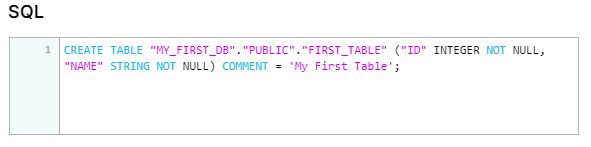 SQL
1 CREATE TABLE "MY_FIRST_DB"."PUBLIC"."FIRST_TABLE" ("ID" INTEGER NOT NULL,
"NAME" STRING NOT NULL) COMMENT = 'My First Table';